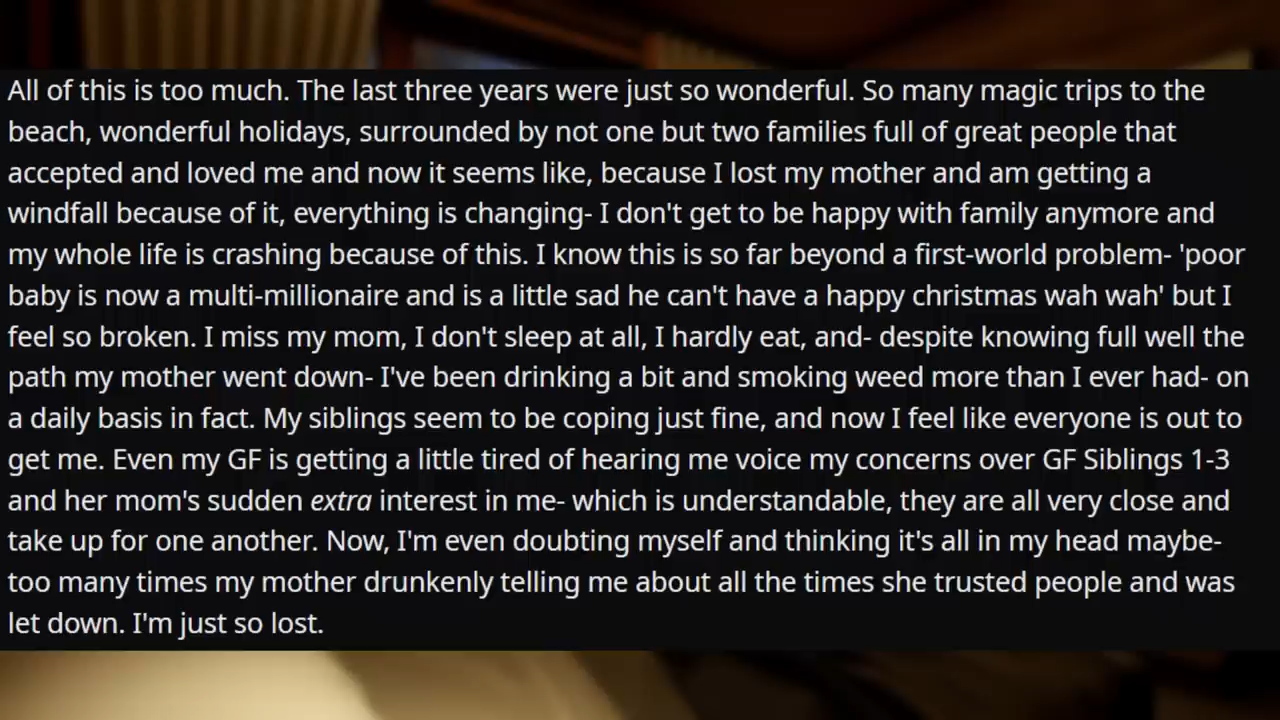 All of this is too much. The last three years were just so wonderful. So many magic trips to the
beach, wonderful holidays, surrounded by not one but two families full of great people that
accepted and loved me and now it seems like, because I lost my mother and am getting a
windfall because of it, everything is changing- I don't get to be happy with family anymore and
my whole life is crashing because of this. I know this is so far beyond a first-world problem- 'poor
baby is now a multi-millionaire and is a little sad he can't have a happy christmas wah wah' but I
feel so broken. I miss my mom, I don't sleep at all, I hardly eat, and- despite knowing full well the
path my mother went down- I've been drinking a bit and smoking weed more than I ever had- on
a daily basis in fact. My siblings seem to be coping just fine, and now I feel like everyone is out to
get me. Even my GF is getting a little tired of hearing me voice my concerns over GF Siblings 1-3
and her mom's sudden extra interest in me- which is understandable, they are all very close and
take up for one another. Now, I'm even doubting myself and thinking it's all in my head maybe-
too many times my mother drunkenly telling me about all the times she trusted people and was
let down. I'm just so lost.